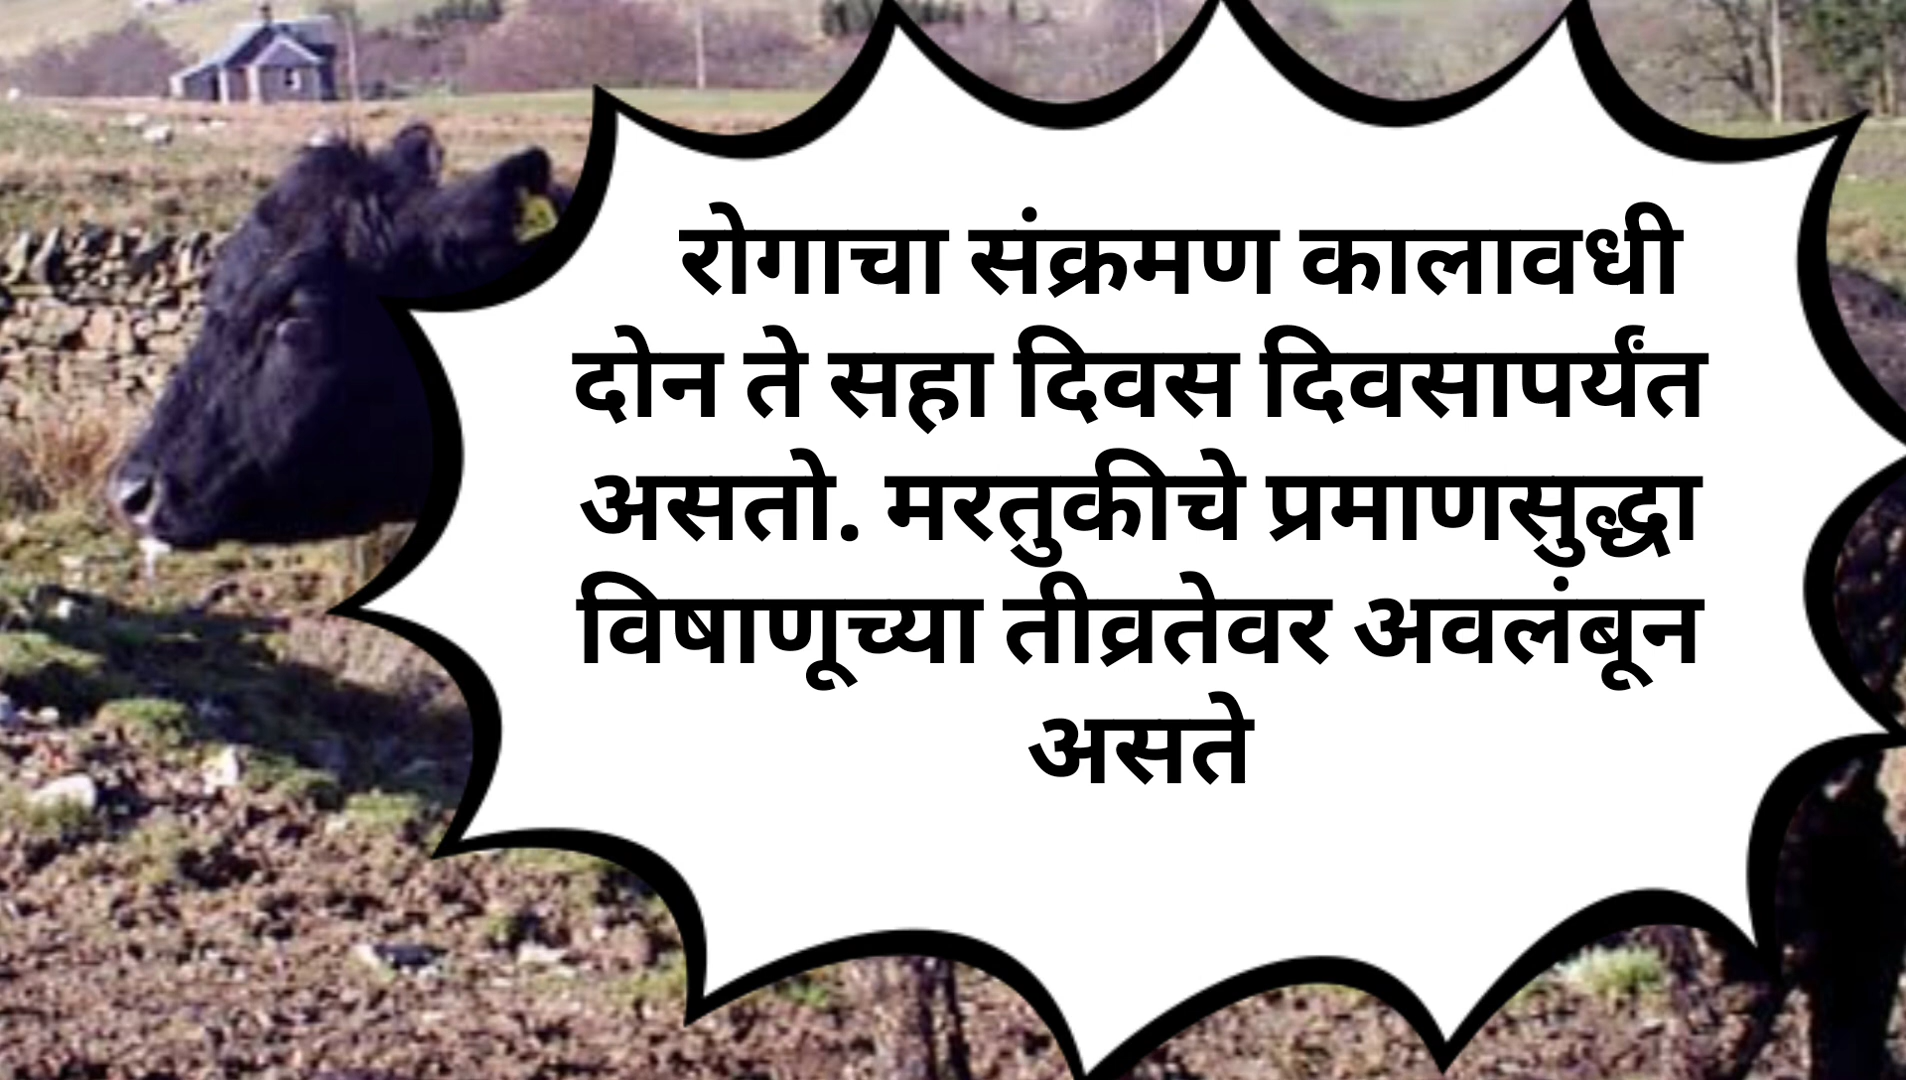 रोगाचा संक्रमण कालावधी
दोन ते सहा दिवस दिवसापर्यंत
असतो. मरतुकीचे प्रमाणसुद्धा
विषाणूच्या तीव्रतेवर अवलंबून
असते